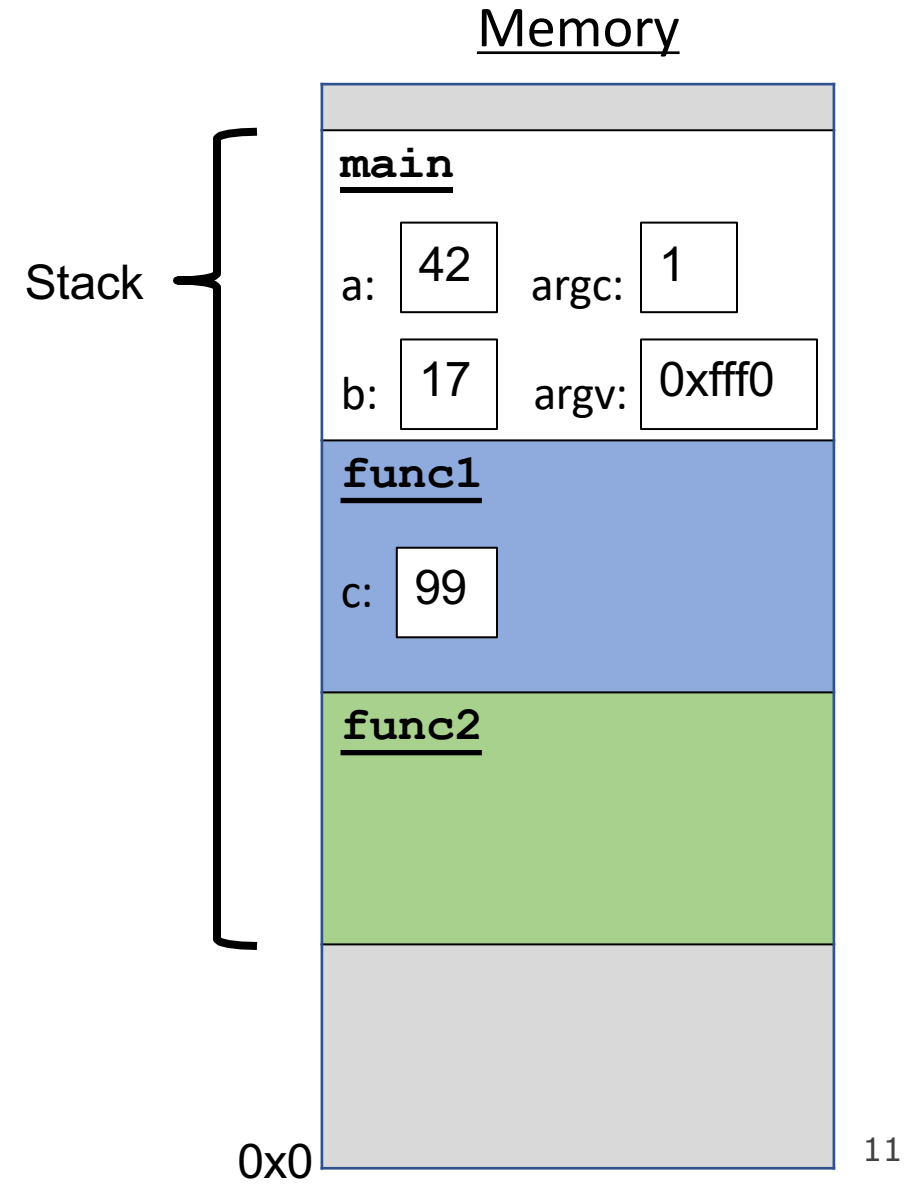 Memory
main
Stack
a: 42 argc: 1
b: 17 argv: 0xfff0
func1
c: 99
func2
0x0
11